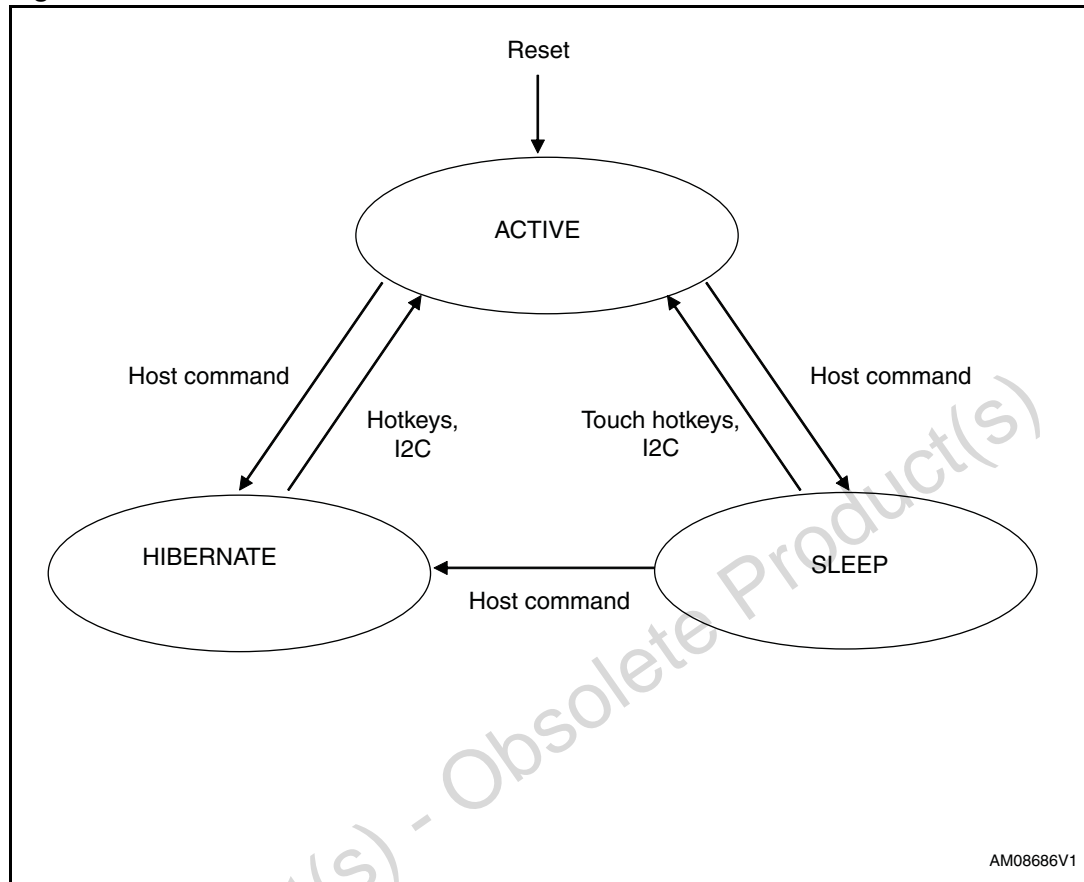 Reset
ACTIVE
Host command
Hotkeys,
I2C
Touch hotkeys,
I2C
Host command
HIBERNATE
SLEEP
Host command
(s) - Obsolete Product(s)
AM08686V1